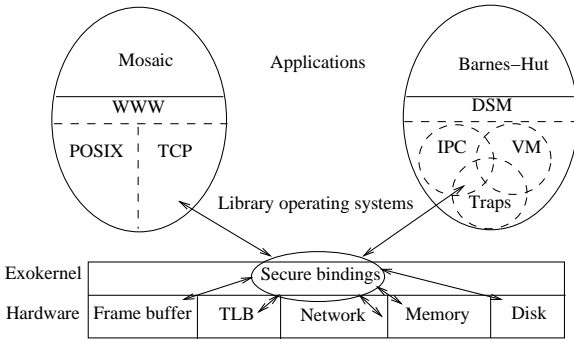 Mosaic
Applications
Barnes−Hut
WWW
DSM
POSIX
TCP
IPC
VM
Traps
Library operating systems
Exokernel
Secure bindings
Hardware
Frame buffer
TLB
Network
Memory
Disk